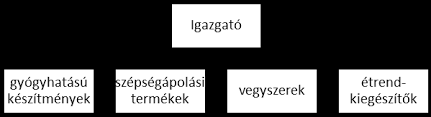 Igazgató
gyógyhatású
készítmények
szépségápolási
termékek
vegyszerek
étrend-
kiegészítők